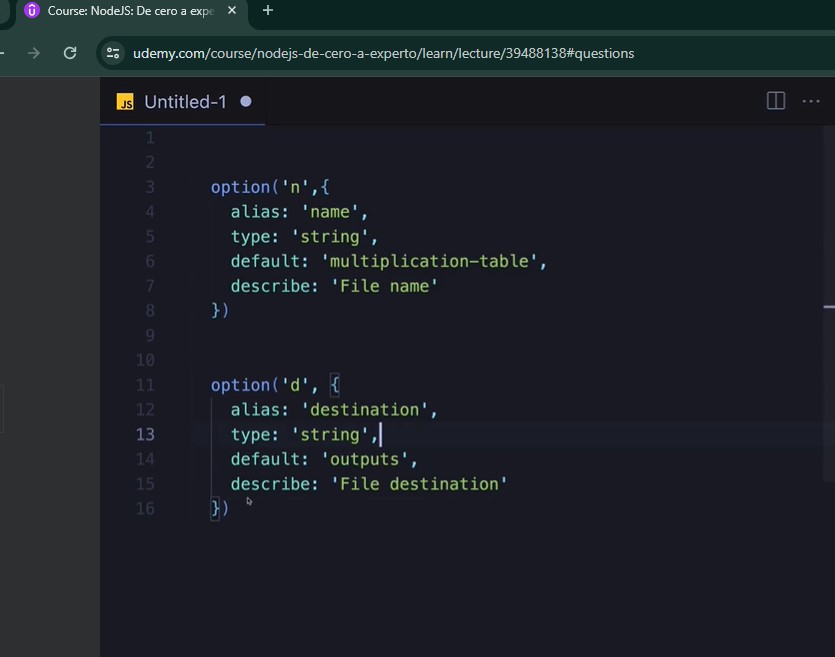 Course: NodeJS: De cero a expe
udemy.com/course/nodejs-de-cero-a-experto/learn/lecture/39488138#questions
JS Untitled-1
1
2
3 option('n',{
4 alias: 'name',
5 type: 'string',
6 default: 'multiplication-table',
7 describe: 'File name'
8 })
9
10
11 option('d', {
12 alias: 'destination',
13 type: 'string',
14 default: 'outputs',
15 describe: 'File destination'
16 })